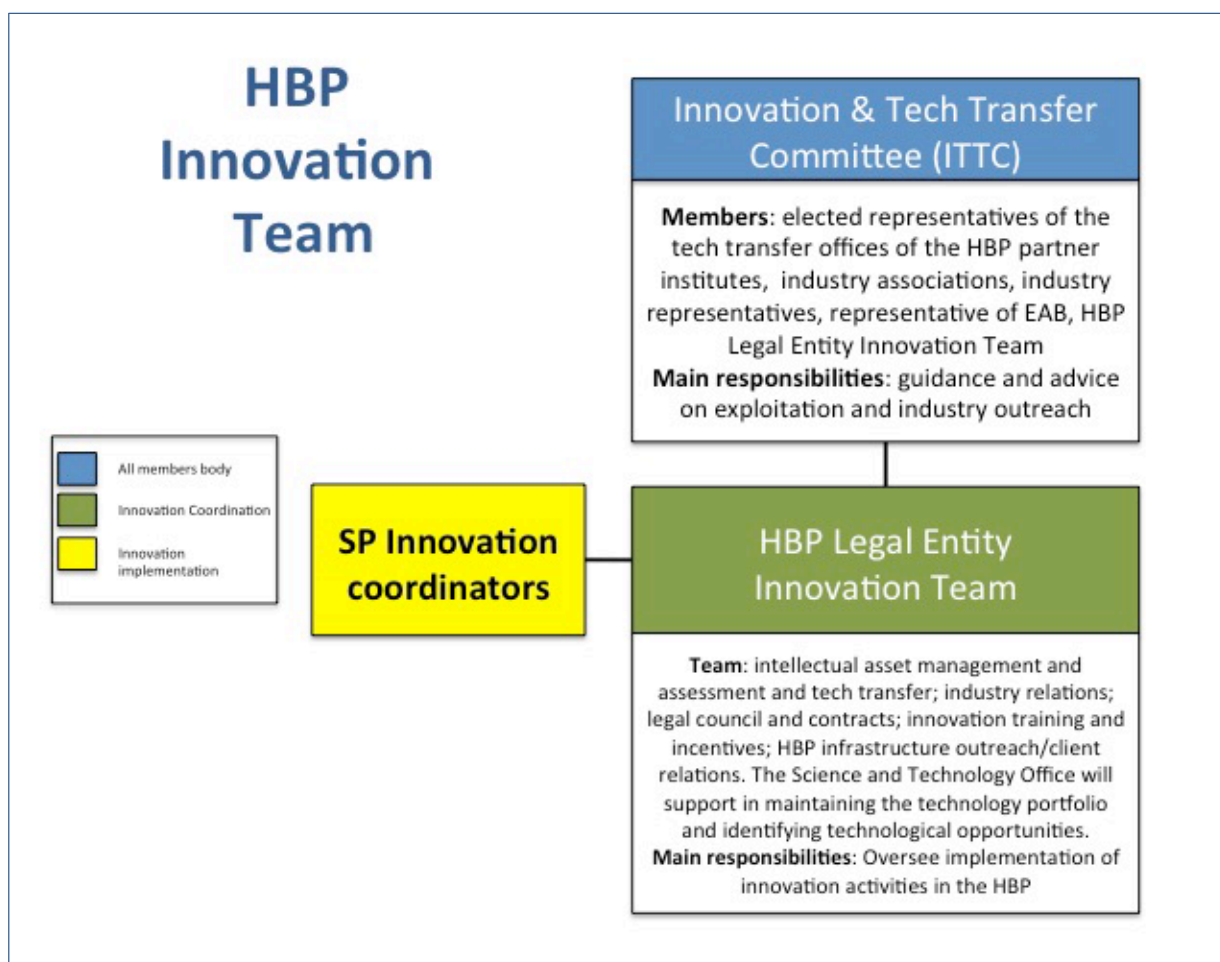 HBP
Innovation
Team
Innovation & Tech Transfer
Committee (ITTC)
Members: elected representatives of the
tech transfer offices of the HBP partner
institutes,  industry associations, industry
representatives, representative of EAB, HBP
Legal Entity Innovation Team
Main responsibilities: guidance and advice
on exploitation and industry outreach
All members body
Innovation Coordination
Innovation
implementation
SP Innovation
coordinators
HBP Legal Entity
Innovation Team
Team: intellectual asset management and
assessment and tech transfer; industry relations;
legal council and contracts; innovation training and
incentives; HBP infrastructure outreach/client
relations. The Science and Technology Office will
support in maintaining the technology portfolio
and identifying technological opportunities.
Main responsibilities: Oversee implementation of
innovation activities in the HBP